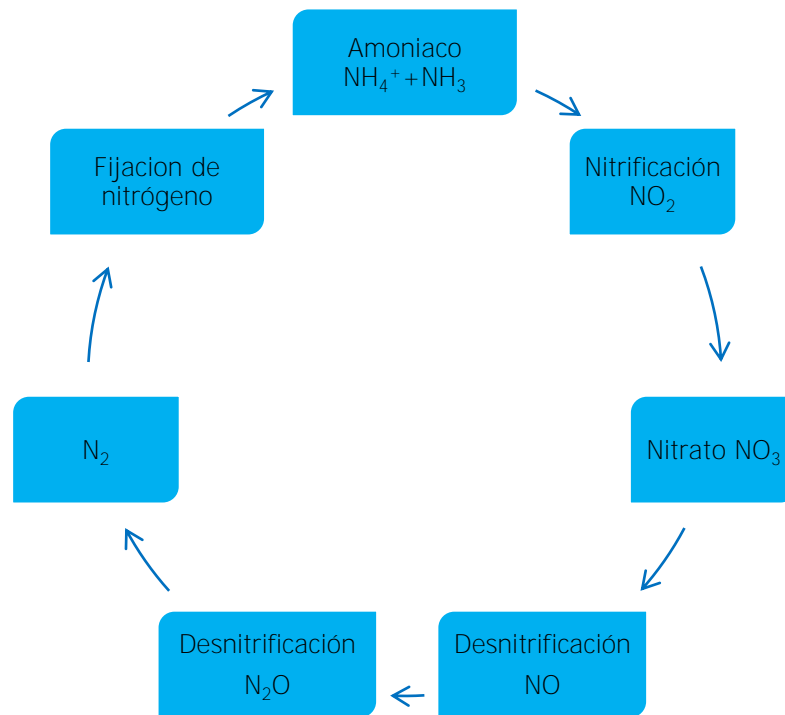 Amoniaco
NH₄⁺+NH₃
Nitrificación
NO₂
Nitrato NO₃
Desnitrificación
NO
Desnitrificación
N₂O
N₂
Fijacion de
nitrógeno